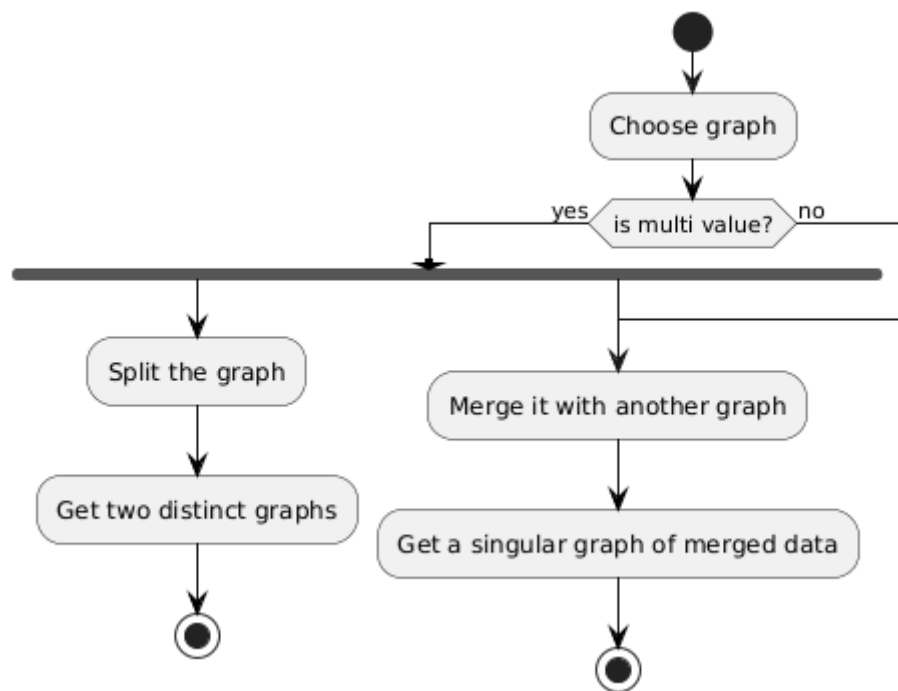 Choose graph
yes
is multi value?
no
Split the graph
Merge it with another graph
Get two distinct graphs
Get a singular graph of merged data